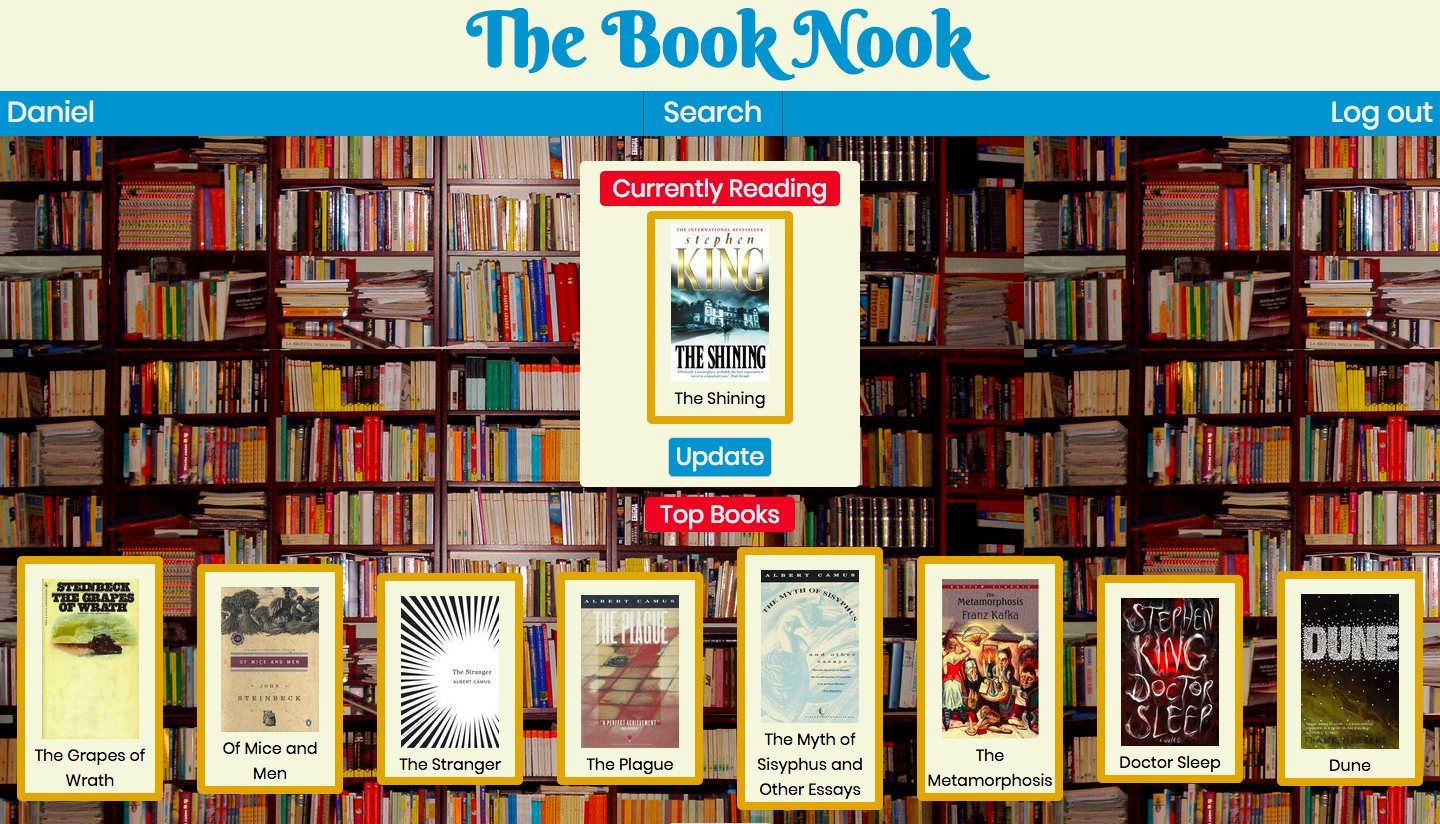 The Book Nook
Daniel
Search
Log out
Currently Reading
THE INTERNATIONAL BESTSELLER
stephen
KING
THE SHINING
The Shining
Update
Top Books
STEINBECK
THE GRAPES
OF WRATH
The Grapes of
Wrath
OF MICE AND MEN
JOHN
STEINBECK
Of Mice and
Men
The Stranger
ALBERT CAMUS
The Stranger
ALBERT CAMUS
THE PLAGUE
"A PERFECT ACHIEVEMENT"
The Plague
ALBERT CAMUS
THE MYTH OF SISYPHUS
and other
essays
The Myth of
Sisyphus and
Other Essays
The
Metamorphosis
Franz Kafka
The
Metamorphosis
STEPHEN
KING
DOCTOR
SLEEP
A NOVEL
Doctor Sleep
DUNE
FRANK HERBERT
Dune